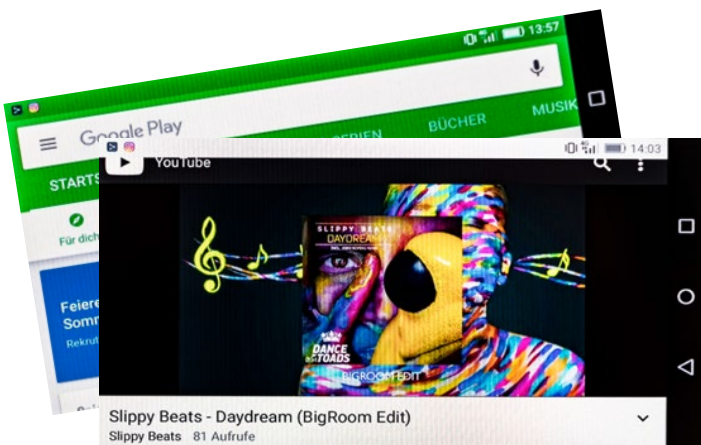 13:57
Google Play
SERIEN BÜCHER MUSIK
STARTS
Für dich
Feiere
Somm
Rekrut
14:03
YouTube
SLIPPY BEATS
DAYDREAM
DANCE
TOADS
BIGROOM EDIT
Slippy Beats - Daydream (BigRoom Edit)
Slippy Beats 81 Aufrufe